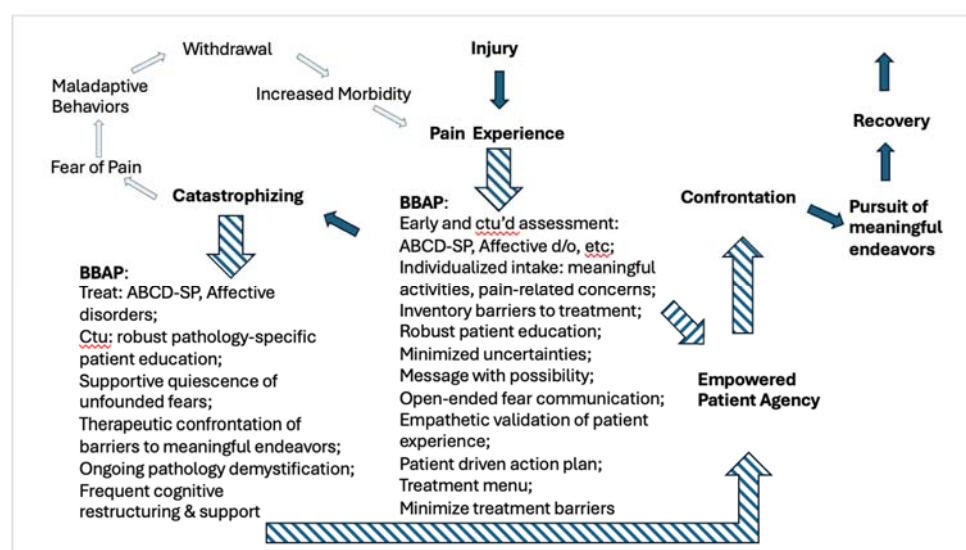 Withdrawal
Maladaptive
Behaviors
Increased Morbidity
Fear of Pain
Catastrophizing
BBAP:
Treat: ABCD-SP, Affective
disorders;
Ctu: robust pathology-specific
patient education;
Supportive quiescence of
unfounded fears;
Therapeutic confrontation of
barriers to meaningful endeavors;
Ongoing pathology demystification;
Frequent cognitive
restructuring & support
Injury
Pain Experience
BBAP:
Early and ctu'd assessment:
ABCD-SP, Affective d/o, etc;
Individualized intake: meaningful
activities, pain-related concerns;
Inventory barriers to treatment;
Robust patient education;
Minimized uncertainties;
Message with possibility;
Open-ended fear communication;
Empathetic validation of patient
experience;
Patient driven action plan;
Treatment menu;
Minimize treatment barriers
Empowered
Patient Agency
Confrontation
Pursuit of
meaningful
endeavors
Recovery